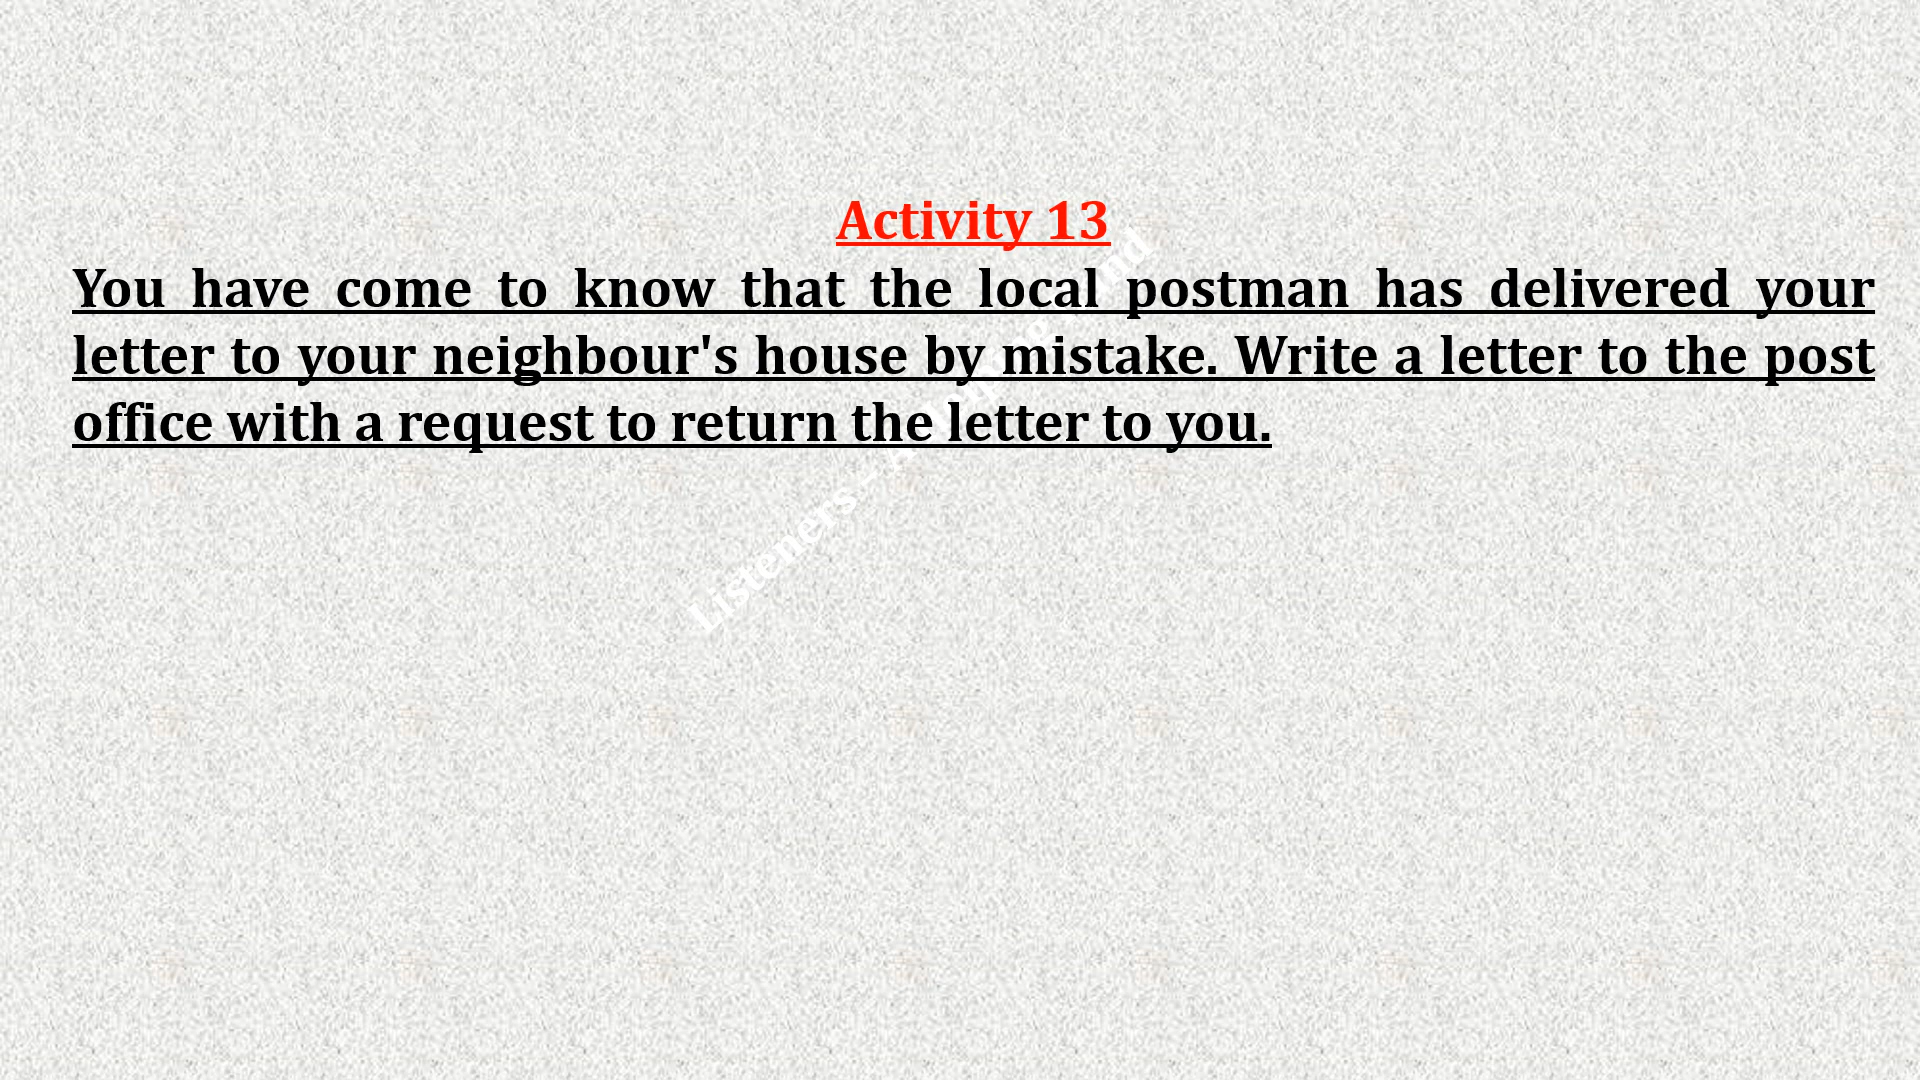 Activity 13
You have come to know that the local postman has delivered your
letter to your neighbour's house by mistake. Write a letter to the post
office with a request to return the letter to you.
Listeners –